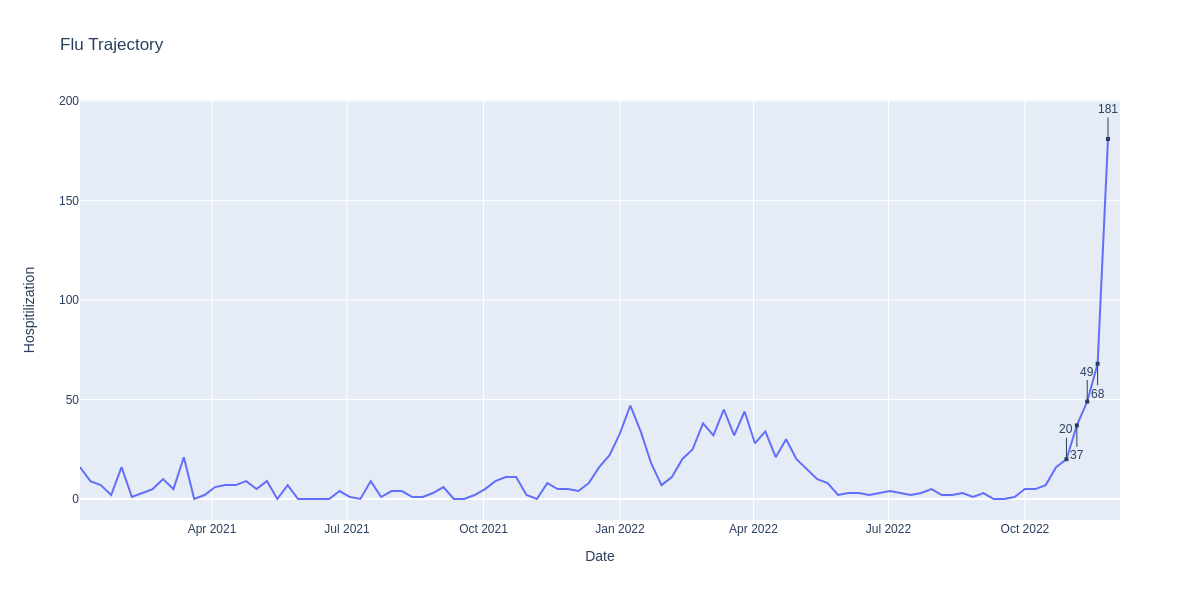 Flu Trajectory
200
150
100
50
0
Hospitilization
181
49
68
20
37
Apr 2021
Jul 2021
Oct 2021
Jan 2022
Apr 2022
Jul 2022
Oct 2022
Date